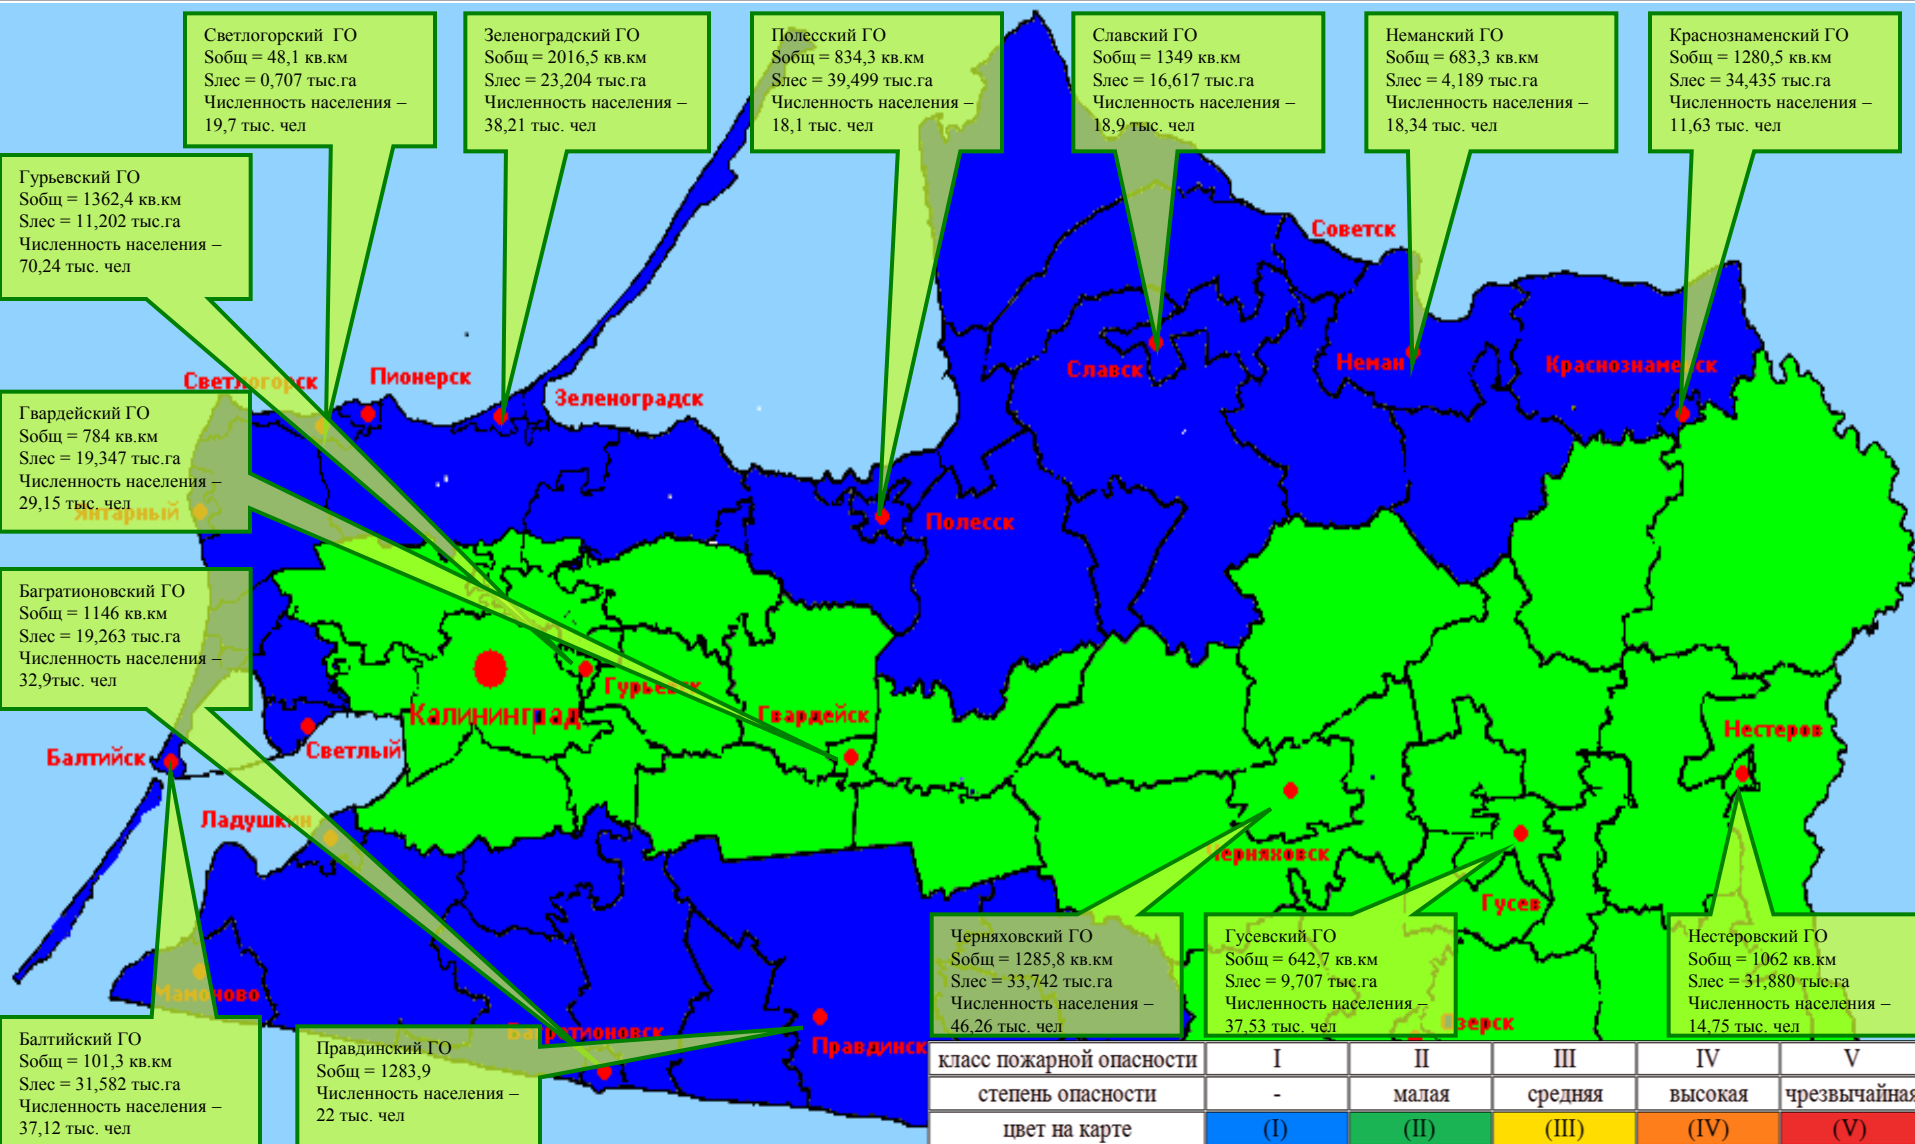 Светлогорский ГО
Sобщ = 48,1 кв.км
Sлес = 0,707 тыс.га
Численность населения –
19,7 тыс. чел
Зеленоградский ГО
Sобщ = 2016,5 кв.км
Sлес = 23,204 тыс.га
Численность населения –
38,21 тыс. чел
Полесский ГО
Sобщ = 834,3 кв.км
Sлес = 39,499 тыс.га
Численность населения –
18,1 тыс. чел
Славский ГО
Sобщ = 1349 кв.км
Sлес = 16,617 тыс.га
Численность населения –
18,9 тыс. чел
Неманский ГО
Sобщ = 683,3 кв.км
Sлес = 4,189 тыс.га
Численность населения –
18,34 тыс. чел
Краснознаменский ГО
Sобщ = 1280,5 кв.км
Sлес = 34,435 тыс.га
Численность населения –
11,63 тыс. чел
Гурьевский ГО
Sобщ = 1362,4 кв.км
Sлес = 11,202 тыс.га
Численность населения –
70,24 тыс. чел
Советск
Славск
Неман
Краснознаменск
Светлогорск
Пионерск
Зеленоградск
Гвардейский ГО
Sобщ = 784 кв.км
Sлес = 19,347 тыс.га
Численность населения –
29,15 тыс. чел
Янтарный
Полесск
Багратионовский ГО
Sобщ = 1146 кв.км
Sлес = 19,263 тыс.га
Численность населения –
32,9тыс. чел
Гурьевск
Калининград
Гвардейск
Нестеров
Балтийск
Светлый
Ладушкин
Черняховск
Гусев
Мамоново
Багратионовск
Правдинск
Озерск
Черняховский ГО
Sобщ = 1285,8 кв.км
Sлес = 33,742 тыс.га
Численность населения –
46,26 тыс. чел
Гусевский ГО
Sобщ = 642,7 кв.км
Sлес = 9,707 тыс.га
Численность населения –
37,53 тыс. чел
Нестеровский ГО
Sобщ = 1062 кв.км
Sлес = 31,880 тыс.га
Численность населения –
14,75 тыс. чел
Балтийский ГО
Sобщ = 101,3 кв.км
Sлес = 31,582 тыс.га
Численность населения –
37,12 тыс. чел
Правдинский ГО
Sобщ = 1283,9
Численность населения –
22 тыс. чел
класс пожарной опасности I II III IV V
степень опасности - малая средняя высокая чрезвычайная
цвет на карте (I) (II) (III) (IV) (V)